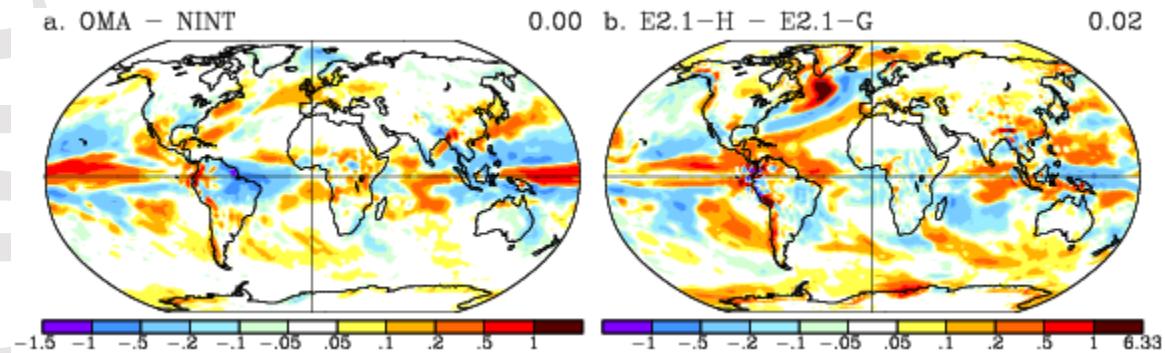 a. OMA – NINT 0.00 b. E2.1–H – E2.1–G 0.02
−1.5 −1 −.5 −.2 −.1 −.05 .05 .1 .2 .5 1 −1 −.5 −.2 −.1 −.05 .05 .1 .2 .5 1 6.33